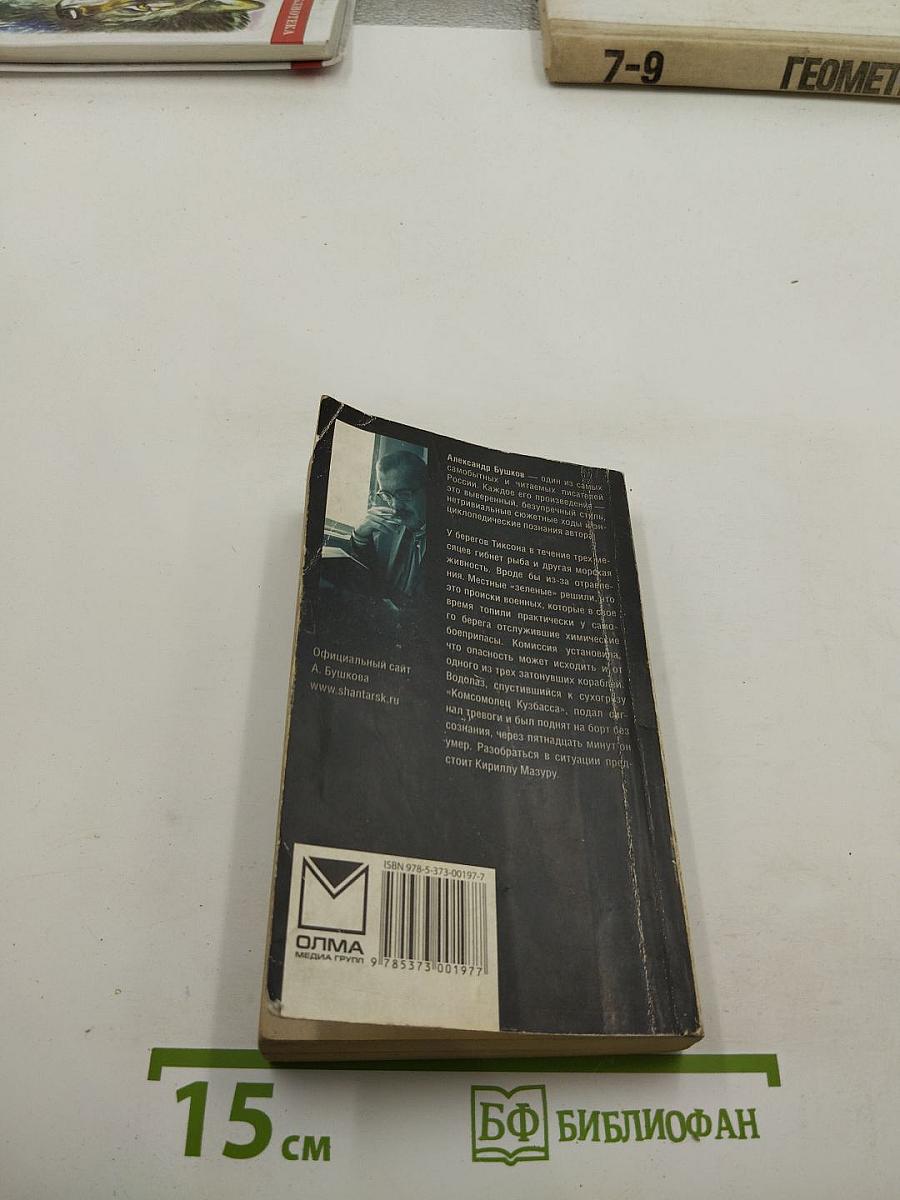 БИБЛИОТЕКА
7-9
ГЕОМЕТ
Александр Бушков — один из самых
самобытных и читаемых писателей
России. Каждое его произведение —
это выверенный, безупречный стиль,
нетривиальные сюжетные ходы и эн-
циклопедические познания автора.
У берегов Тиксона в течение трех ме-
сяцев гибнет рыба и другая морская
живность. Вроде бы из-за отравле-
ния. Местные «зеленые» решили, что
это происки военных, которые в свое
время топили практически у само-
го берега отслужившие химические
боеприпасы. Комиссия установила,
что опасность может исходить и от
одного из трех затонувших кораблей.
Водолаз, спустившийся к сухогрузу
«Комсомолец Кузбасса», подал сиг-
нал тревоги и был поднят на борт без
сознания, через пятнадцать минут он
умер. Разобраться в ситуации пред-
стоит Кириллу Мазуру.
Официальный сайт
А. Бушкова
www.shantarsk.ru
ISBN 978-5-373-00197-7
ОЛМА
МЕДИА ГРУПП
9 785373 001977
15 см
БФ БИБЛИОФАН